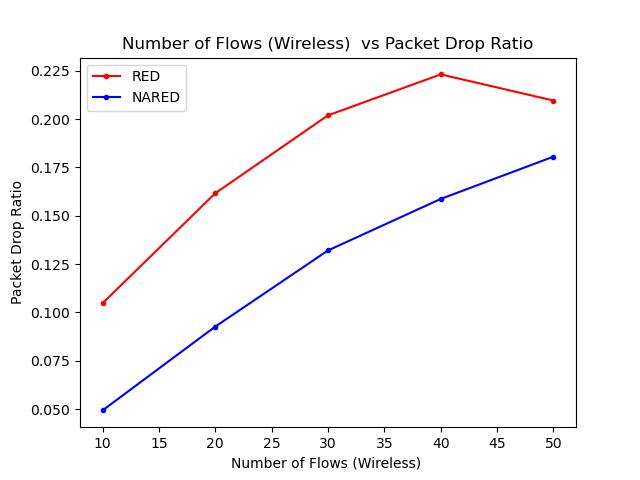 Number of Flows (Wireless)  vs Packet Drop Ratio
RED
NARED
Packet Drop Ratio
0.225
0.200
0.175
0.150
0.125
0.100
0.075
0.050
10 15 20 25 30 35 40 45 50
Number of Flows (Wireless)